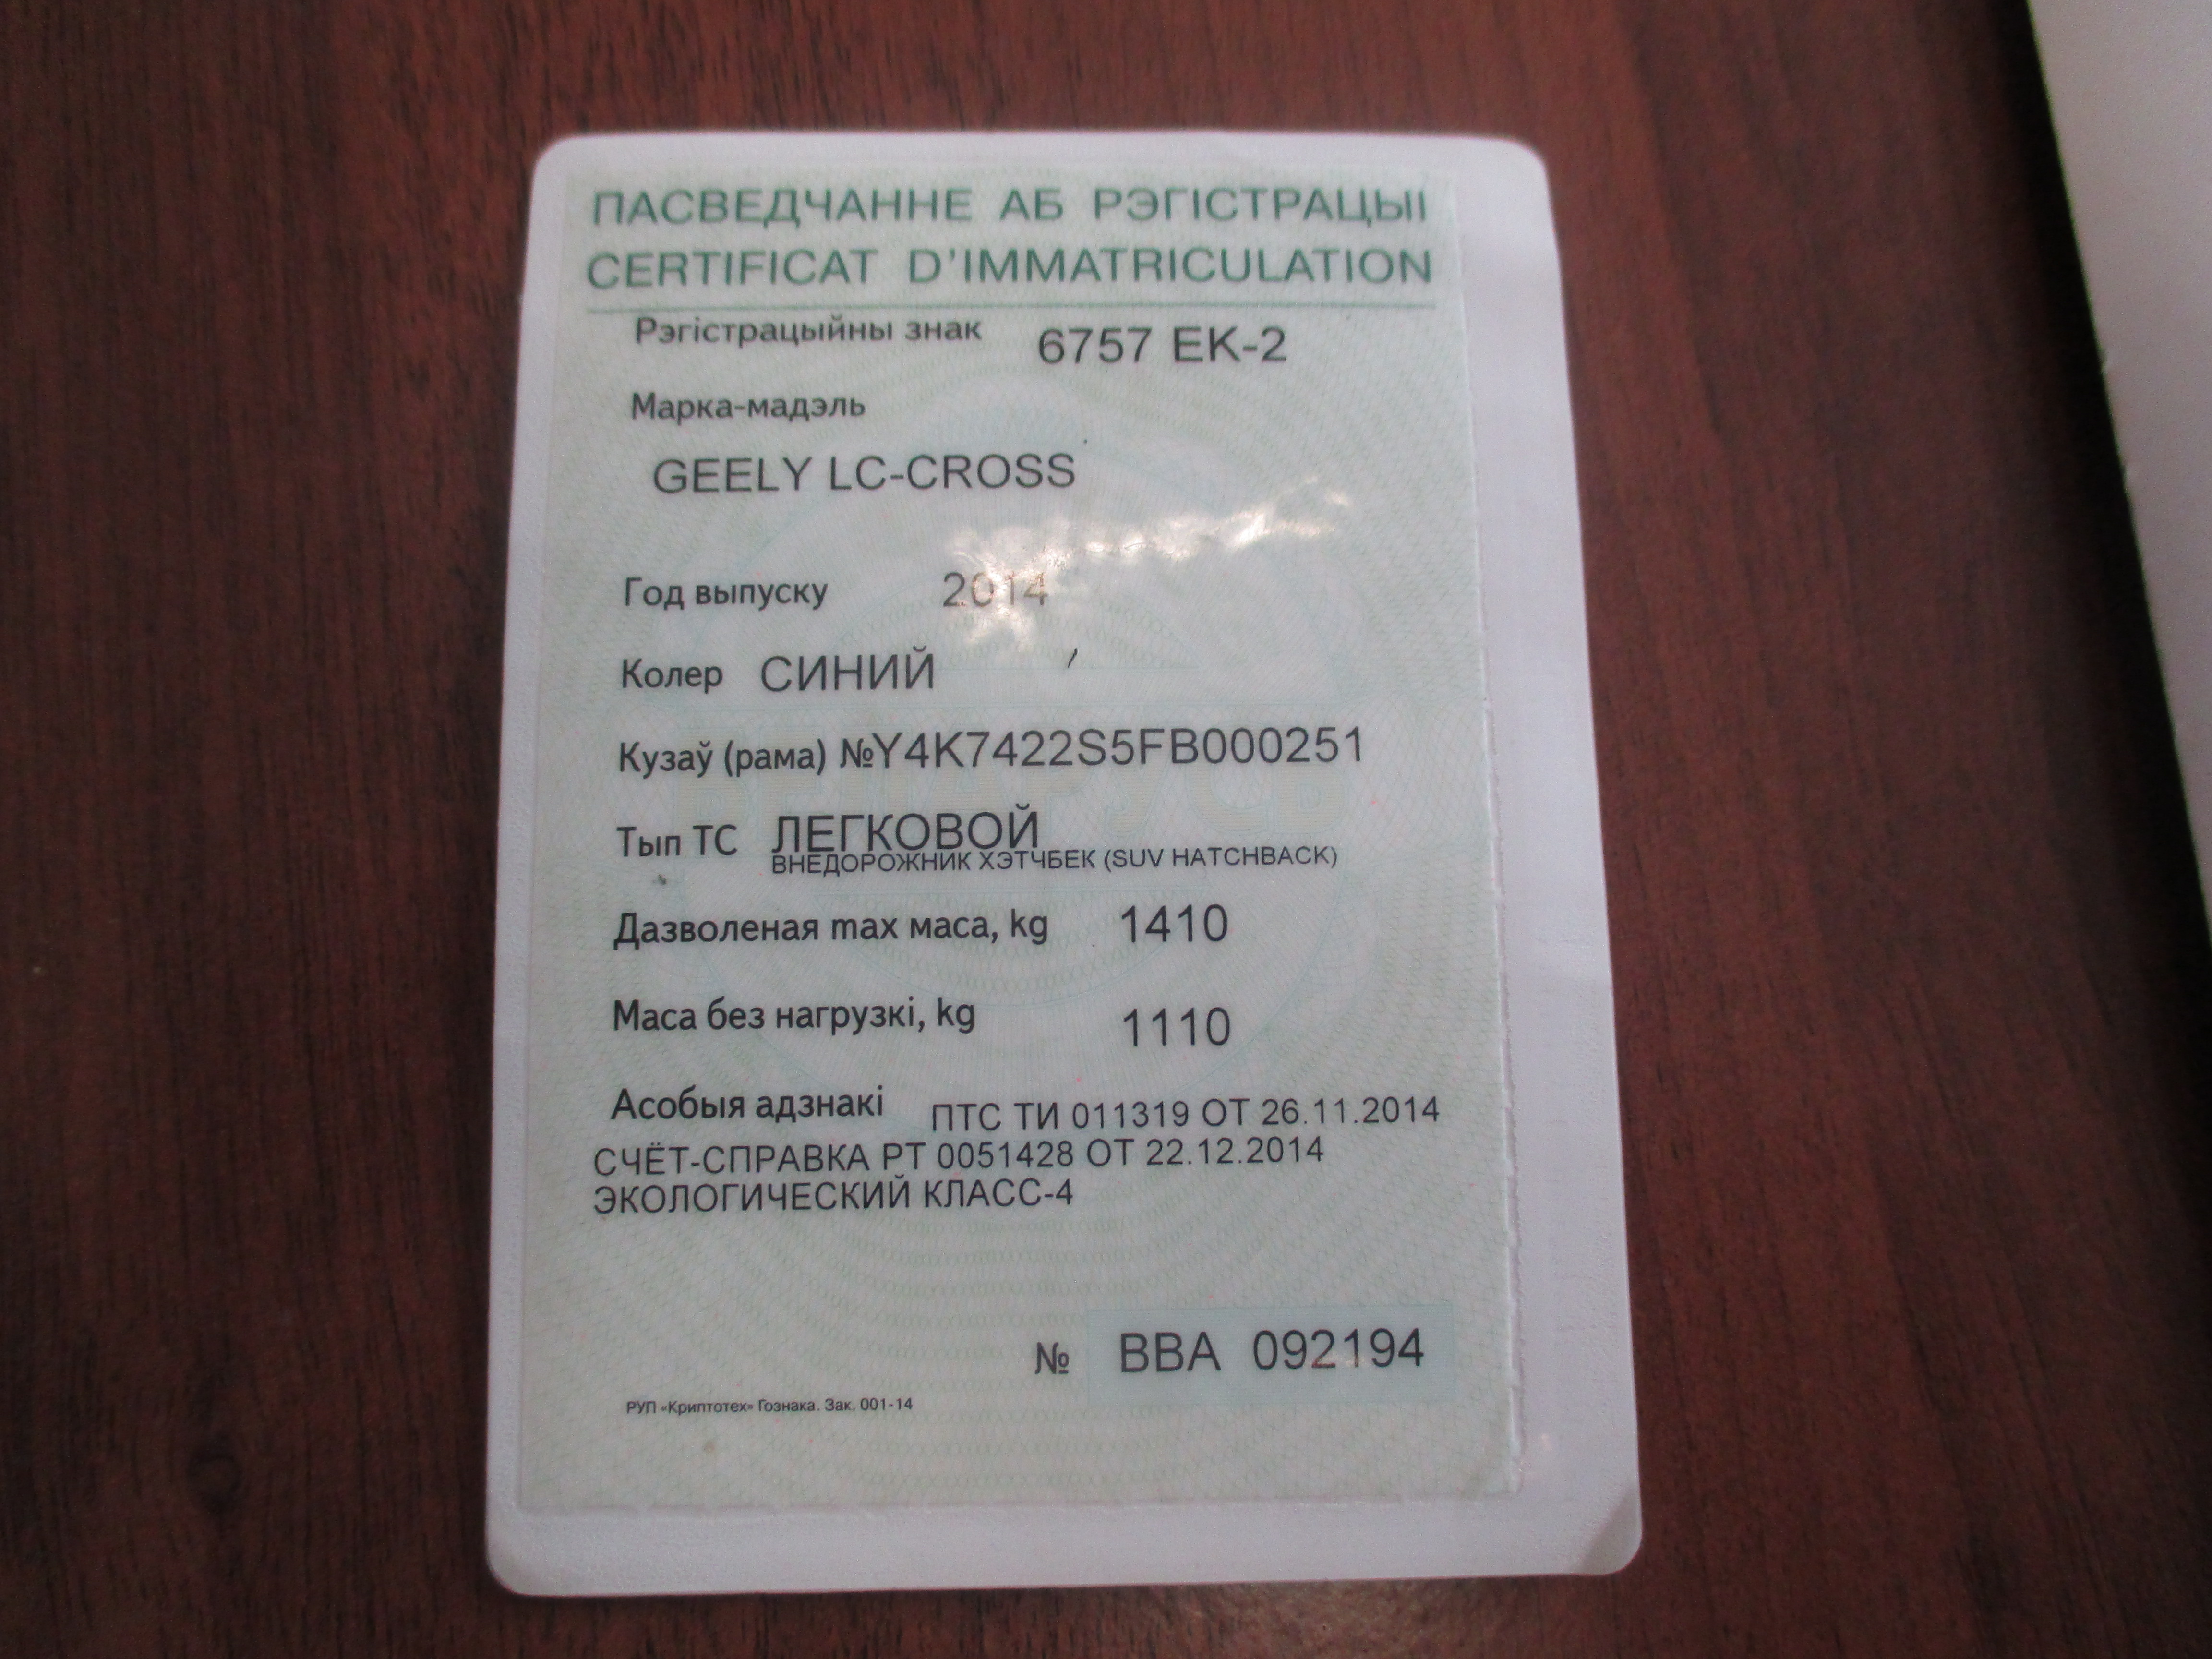 ПАСВЕДЧАННЕ АБ РЭГІСТРАЦЫІ
CERTIFICAT D'IMMATRICULATION
Рэгістрацыйны знак 6757 EK-2
Марка-мадэль
GEELY LC-CROSS
Год выпуску 2014
Колер СИНИЙ
Кузаў (рама) №Y4K7422S5FB000251
Тып ТС ЛЕГКОВОЙ
ВНЕДОРОЖНИК ХЭТЧБЕК (SUV HATCHBACK)
Дазволеная max маса, kg 1410
Маса без нагрузкі, kg 1110
Асобыя адзнакі ПТС ТИ 011319 ОТ 26.11.2014
СЧЁТ-СПРАВКА РТ 0051428 ОТ 22.12.2014
ЭКОЛОГИЧЕСКИЙ КЛАСС-4
№ BBA 092194
РУП «Криптотех» Гознака. Зак. 001-14